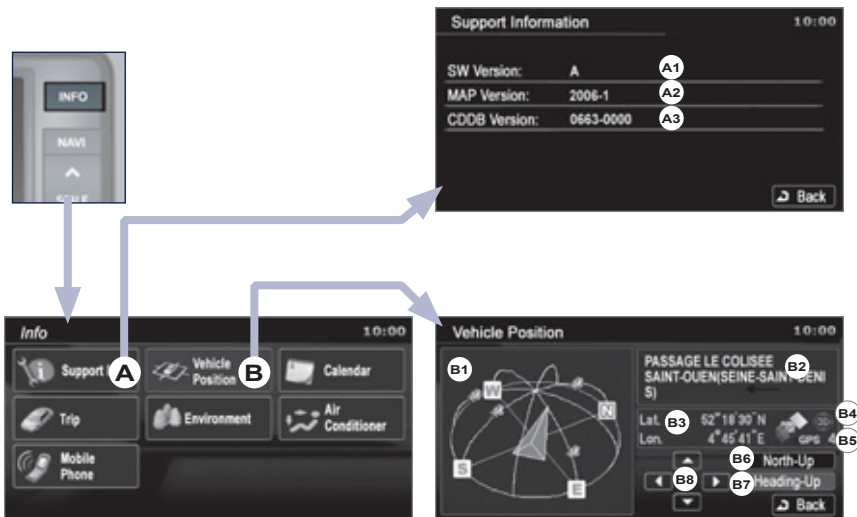 Support Information 10:00
SW Version: A A1
MAP Version: 2006-1 A2
CDDB Version: 0663-0000 A3
Back
INFO
NAVI
Info 10:00
Support A
Vehicle
Position B
Calendar
Trip
Environment
Air
Conditioner
Mobile
Phone
Vehicle Position 10:00
B1
W
N
S
E
PASSAGE LE COLISEE B2
SAINT-OUEN(SEINE-SAINT-DENI
S)
Lat. B3 52°18'30"N B4
Lon. 4°45'41"E GPS 4 B5
B6 North-Up
B8 B7 Heading-Up
Back